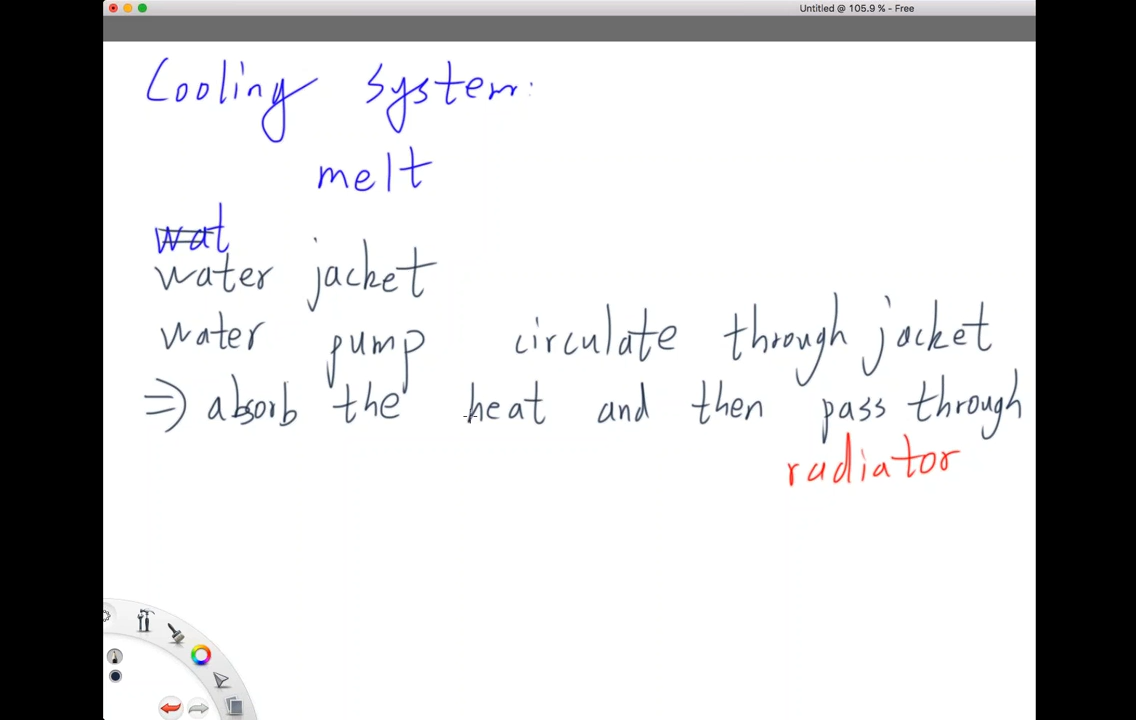 Untitled @ 105.9 % - Free
Cooling system:
melt
wat
water jacket
water pump circulate through jacket
=> absorb the heat and then pass through
radiator